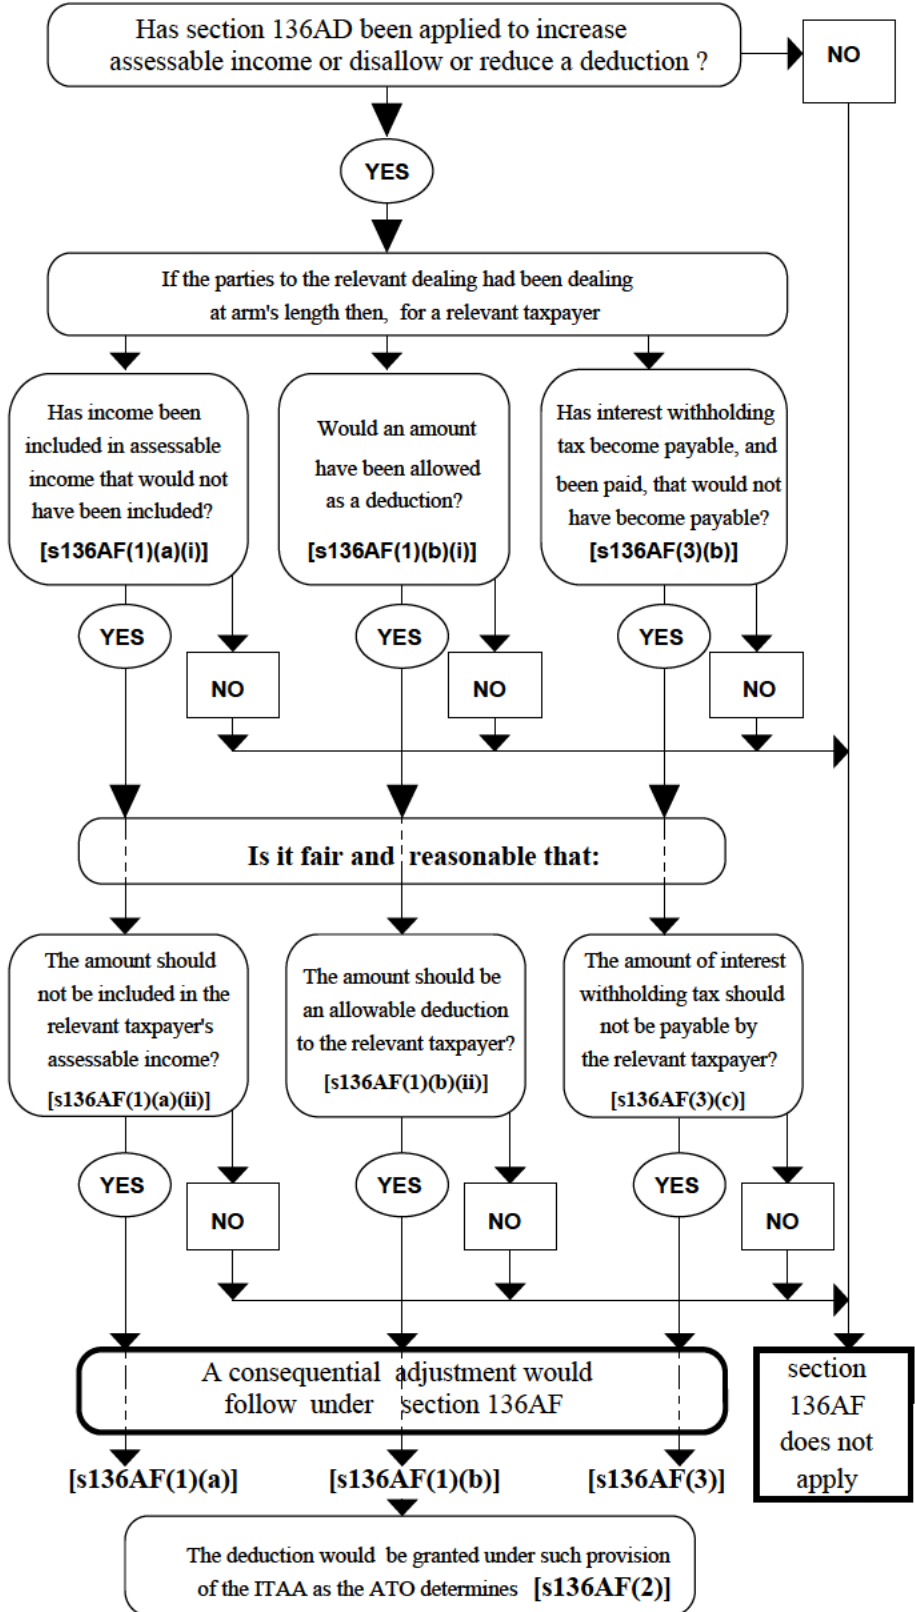 Has section 136AD been applied to increase
assessable income or disallow or reduce a deduction ?
NO
YES
If the parties to the relevant dealing had been dealing
at arm's length then, for a relevant taxpayer
Has income been
included in assessable
income that would not
have been included?
[s136AF(1)(a)(i)]
Would an amount
have been allowed
as a deduction?
[s136AF(1)(b)(i)]
Has interest withholding
tax become payable, and
been paid, that would not
have become payable?
[s136AF(3)(b)]
YES
NO
YES
NO
YES
NO
Is it fair and reasonable that:
The amount should
not be included in the
relevant taxpayer's
assessable income?
[s136AF(1)(a)(ii)]
The amount should be
an allowable deduction
to the relevant taxpayer?
[s136AF(1)(b)(ii)]
The amount of interest
withholding tax should
not be payable by
the relevant taxpayer?
[s136AF(3)(c)]
YES
NO
YES
NO
YES
NO
A consequential adjustment would
follow under section 136AF
section
136AF
does not
apply
[s136AF(1)(a)]
[s136AF(1)(b)]
[s136AF(3)]
The deduction would be granted under such provision
of the ITAA as the ATO determines [s136AF(2)]